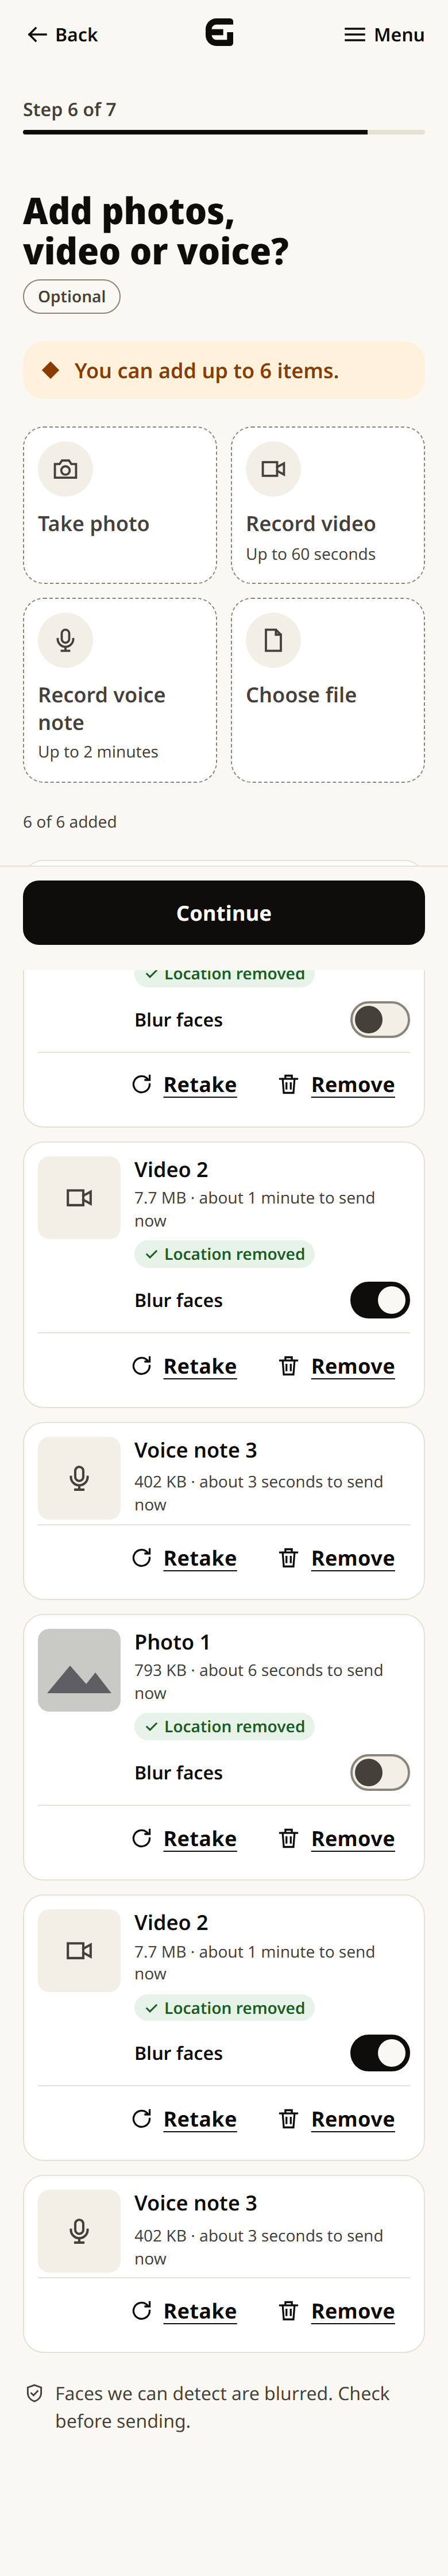 Back
Menu
Step 6 of 7
Add photos,
video or voice?
Optional
You can add up to 6 items.
Take photo
Record video
Up to 60 seconds
Record voice
note
Up to 2 minutes
Choose file
6 of 6 added
Continue
Location removed
Blur faces
Retake
Remove
Video 2
7.7 MB · about 1 minute to send
now
Location removed
Blur faces
Retake
Remove
Voice note 3
402 KB · about 3 seconds to send
now
Retake
Remove
Photo 1
793 KB · about 6 seconds to send
now
Location removed
Blur faces
Retake
Remove
Video 2
7.7 MB · about 1 minute to send
now
Location removed
Blur faces
Retake
Remove
Voice note 3
402 KB · about 3 seconds to send
now
Retake
Remove
Faces we can detect are blurred. Check
before sending.